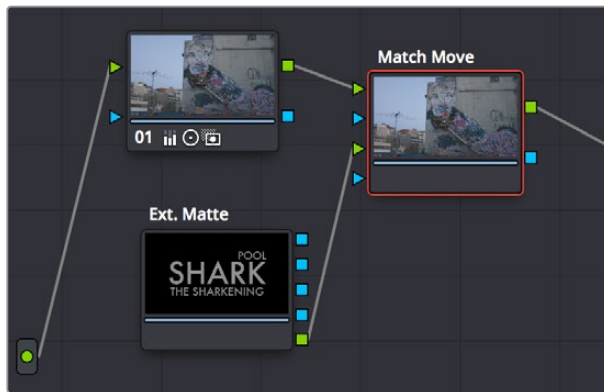 Match Move
01
Ext. Matte
POOL
SHARK
THE SHARKENING